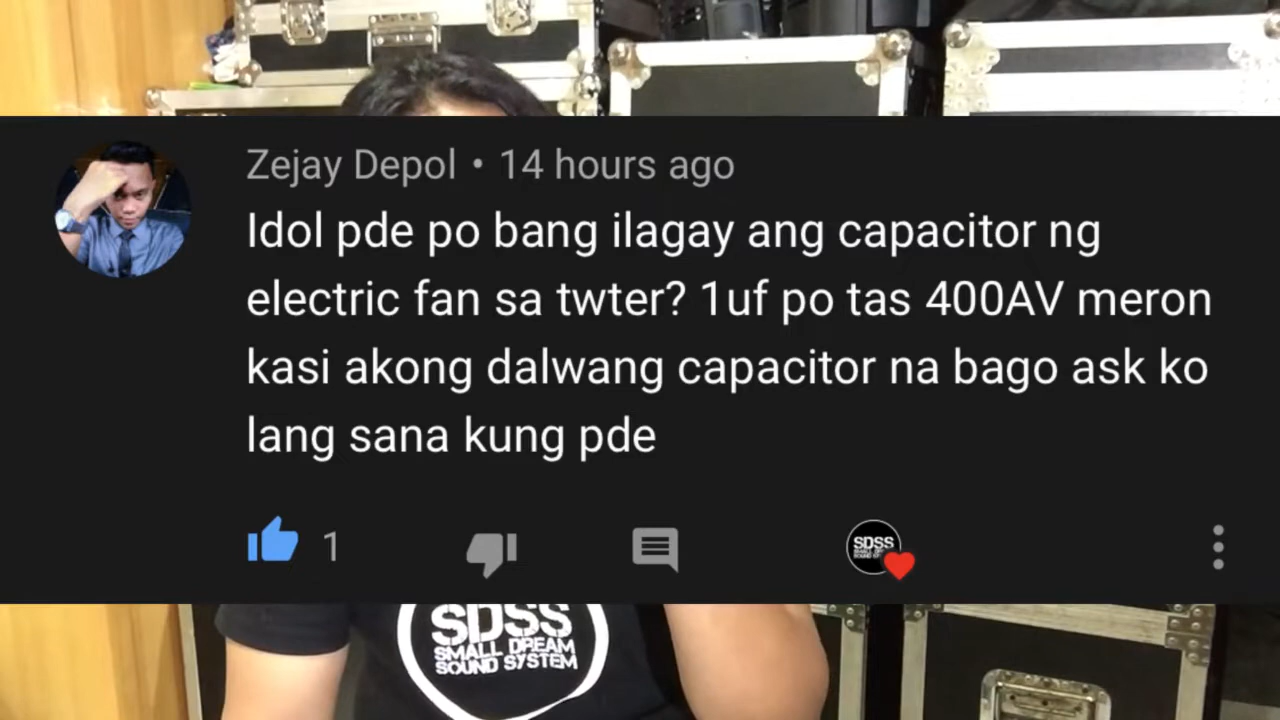 Zejay Depol • 14 hours ago
Idol pde po bang ilagay ang capacitor ng
electric fan sa twter? 1uf po tas 400AV meron
kasi akong dalwang capacitor na bago ask ko
lang sana kung pde
1
SDSS
SDSS
SMALL DREAM
SOUND SYSTEM